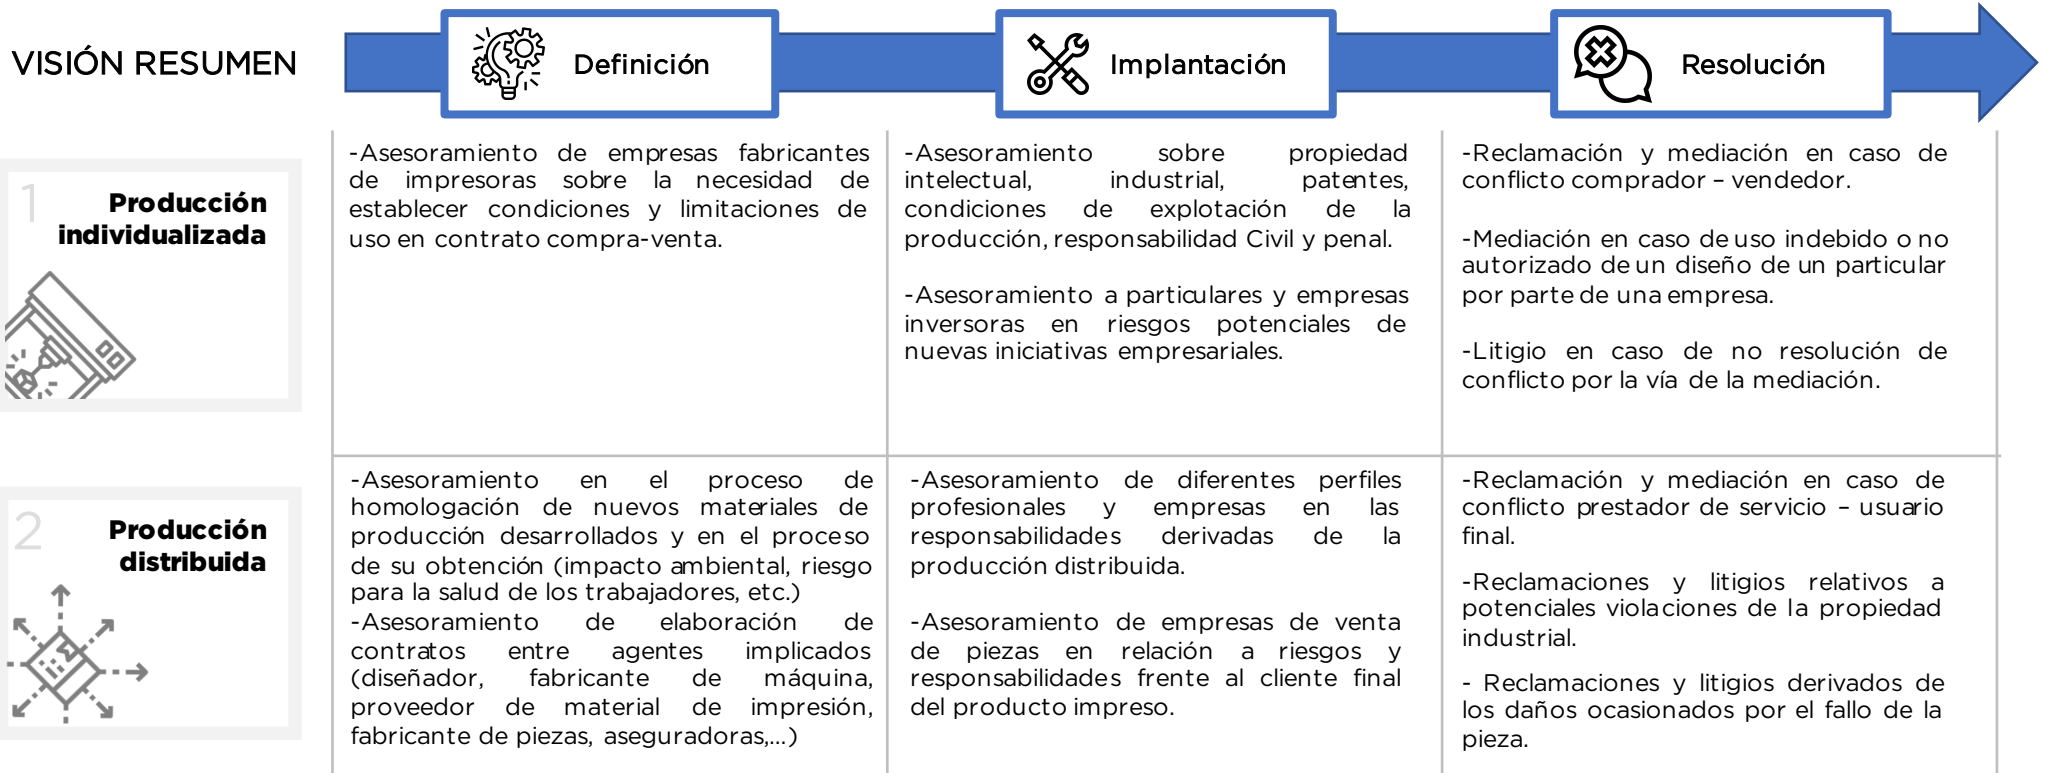 VISIÓN RESUMEN
Definición
Implantación
Resolución
1
Producción
individualizada
-Asesoramiento de empresas fabricantes
de impresoras sobre la necesidad de
establecer condiciones y limitaciones de
uso en contrato compra-venta.
-Asesoramiento sobre propiedad
intelectual, industrial, patentes,
condiciones de explotación de la
producción, responsabilidad Civil y penal.
-Asesoramiento a particulares y empresas
inversoras en riesgos potenciales de
nuevas iniciativas empresariales.
-Reclamación y mediación en caso de
conflicto comprador – vendedor.
-Mediación en caso de uso indebido o no
autorizado de un diseño de un particular
por parte de una empresa.
-Litigio en caso de no resolución de
conflicto por la vía de la mediación.
2
Producción
distribuida
-Asesoramiento en el proceso de
homologación de nuevos materiales de
producción desarrollados y en el proceso
de su obtención (impacto ambiental, riesgo
para la salud de los trabajadores, etc.)
-Asesoramiento de elaboración de
contratos entre agentes implicados
(diseñador, fabricante de máquina,
proveedor de material de impresión,
fabricante de piezas, aseguradoras,...)
-Asesoramiento de diferentes perfiles
profesionales y empresas en las
responsabilidades derivadas de la
producción distribuida.
-Asesoramiento de empresas de venta
de piezas en relación a riesgos y
responsabilidades frente al cliente final
del producto impreso.
-Reclamación y mediación en caso de
conflicto prestador de servicio – usuario
final.
-Reclamaciones y litigios relativos a
potenciales violaciones de la propiedad
industrial.
- Reclamaciones y litigios derivados de
los daños ocasionados por el fallo de la
pieza.